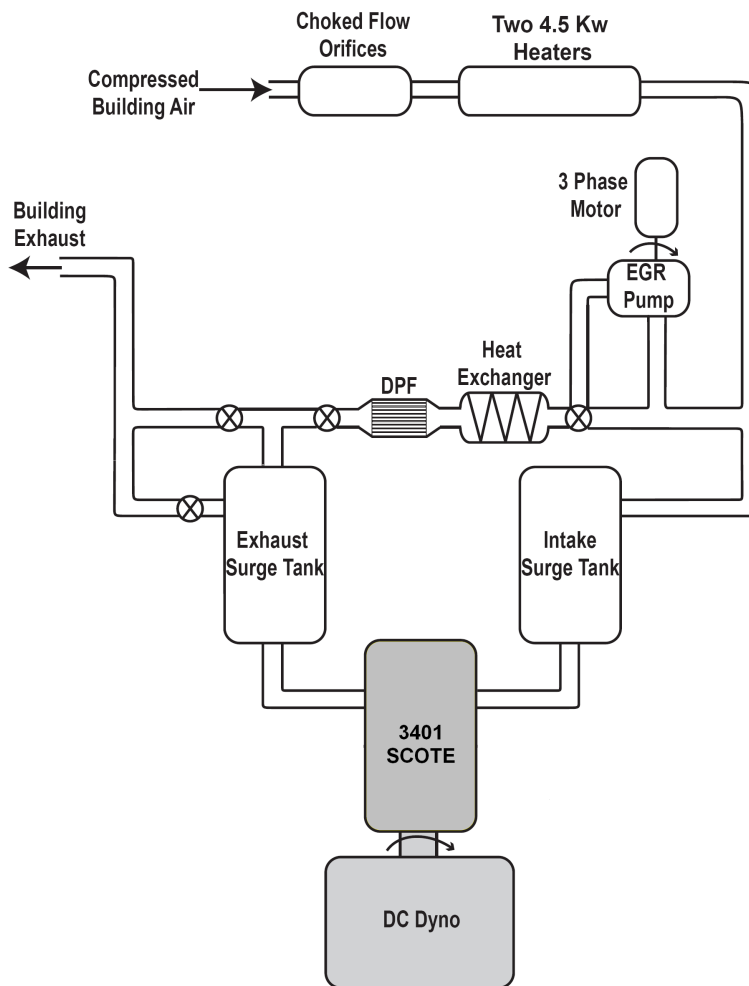 Choked Flow
Orifices
Two 4.5 Kw
Heaters
Compressed
Building Air
3 Phase
Motor
Building
Exhaust
EGR
Pump
Heat
Exchanger
DPF
Exhaust
Surge Tank
Intake
Surge Tank
3401
SCOTE
DC Dyno